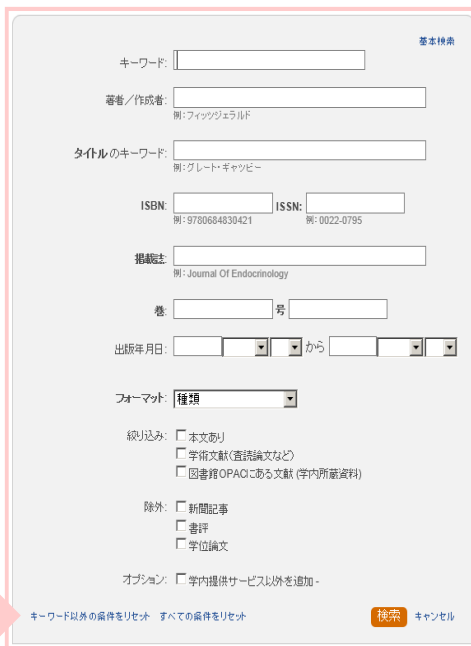 基本検索
キーワード:
著者／作成者:
例：フィッツジェラルド
タイトルのキーワード:
例：グレート・ギャツビー
ISBN: ISSN:
例：9780684830421 例：0022-0795
掲載誌:
例：Journal Of Endocrinology
巻: 号
出版年月日: から
フォーマット: 種類
絞り込み: 本文あり
学術文献(査読論文など)
図書館OPACにある文献 (学内所蔵資料)
除外: 新聞記事
書評
学位論文
オプション: 学内提供サービス以外を追加 -
キーワード以外の条件をリセット すべての条件をリセット 検索 キャンセル